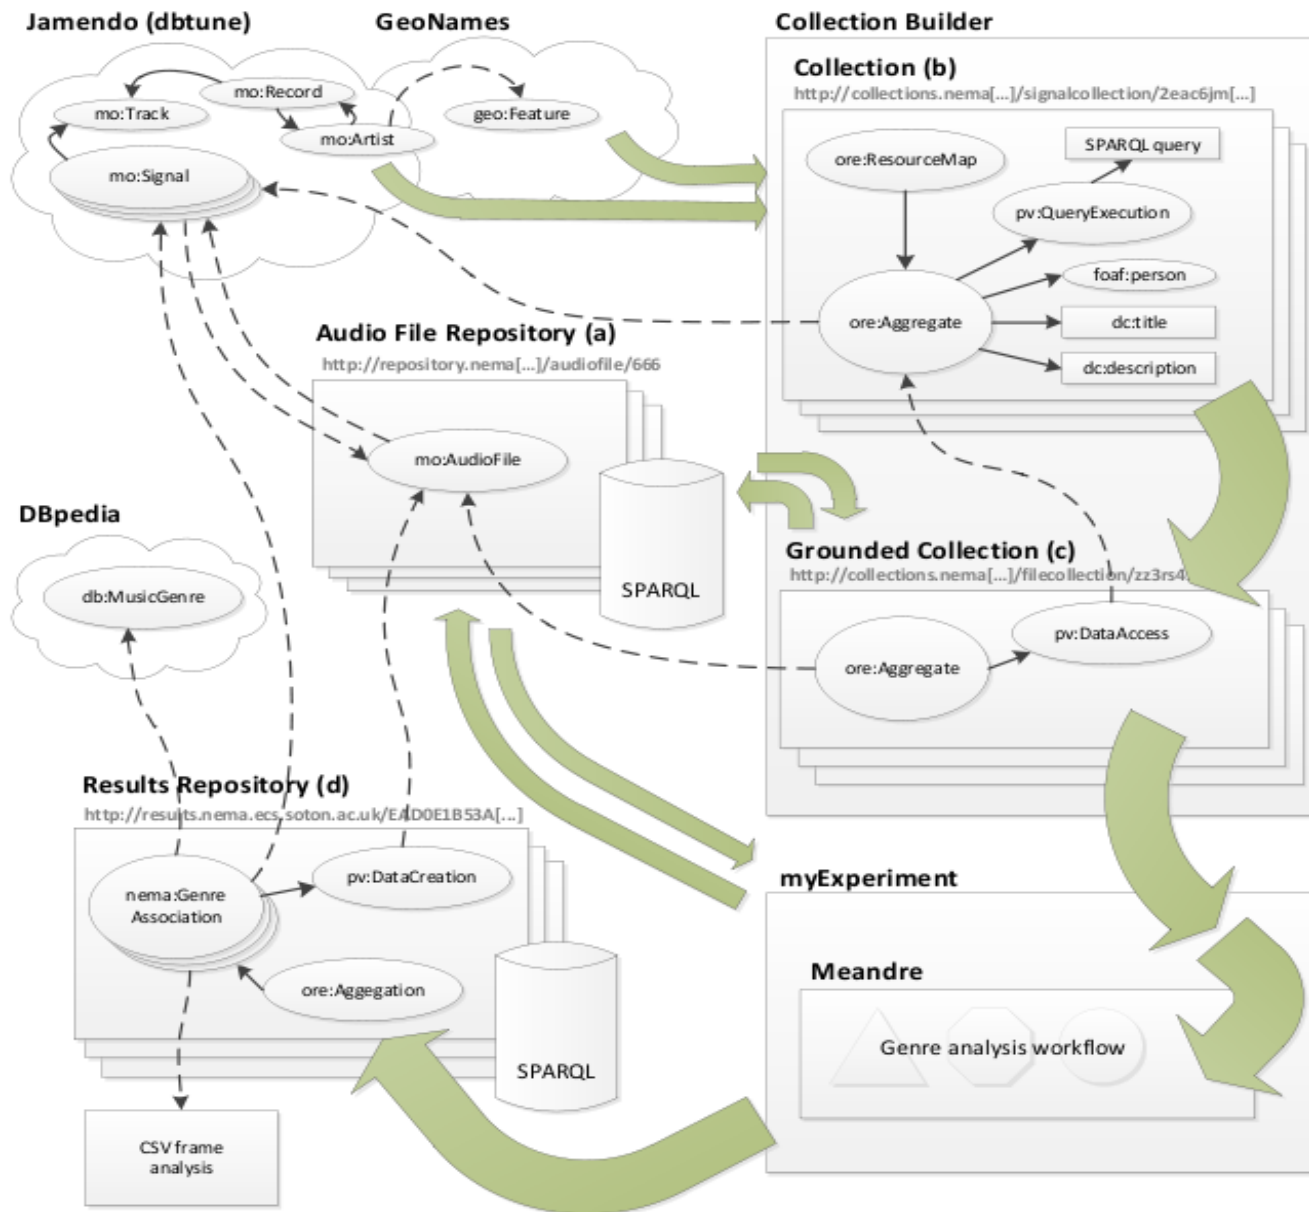 Jamendo (dbtune)
GeoNames
Collection Builder
mo:Record
mo:Track
mo:Artist
mo:Signal
geo:Feature
Collection (b)
http://collections.nema[...]/signalcollection/2eac6jm[...]
ore:ResourceMap
SPARQL query
pv:QueryExecution
foaf:person
ore:Aggregate
dc:title
dc:description
Audio File Repository (a)
http://repository.nema[...]/audiofile/666
mo:AudioFile
SPARQL
DBpedia
db:MusicGenre
Grounded Collection (c)
http://collections.nema[...]/filecollection/zz3rs4
pv:DataAccess
ore:Aggregate
Results Repository (d)
http://results.nema.ecs.soton.ac.uk/EAD0E1B53A[...]
pv:DataCreation
nema:Genre
Association
ore:Aggegation
SPARQL
CSV frame
analysis
myExperiment
Meandre
Genre analysis workflow